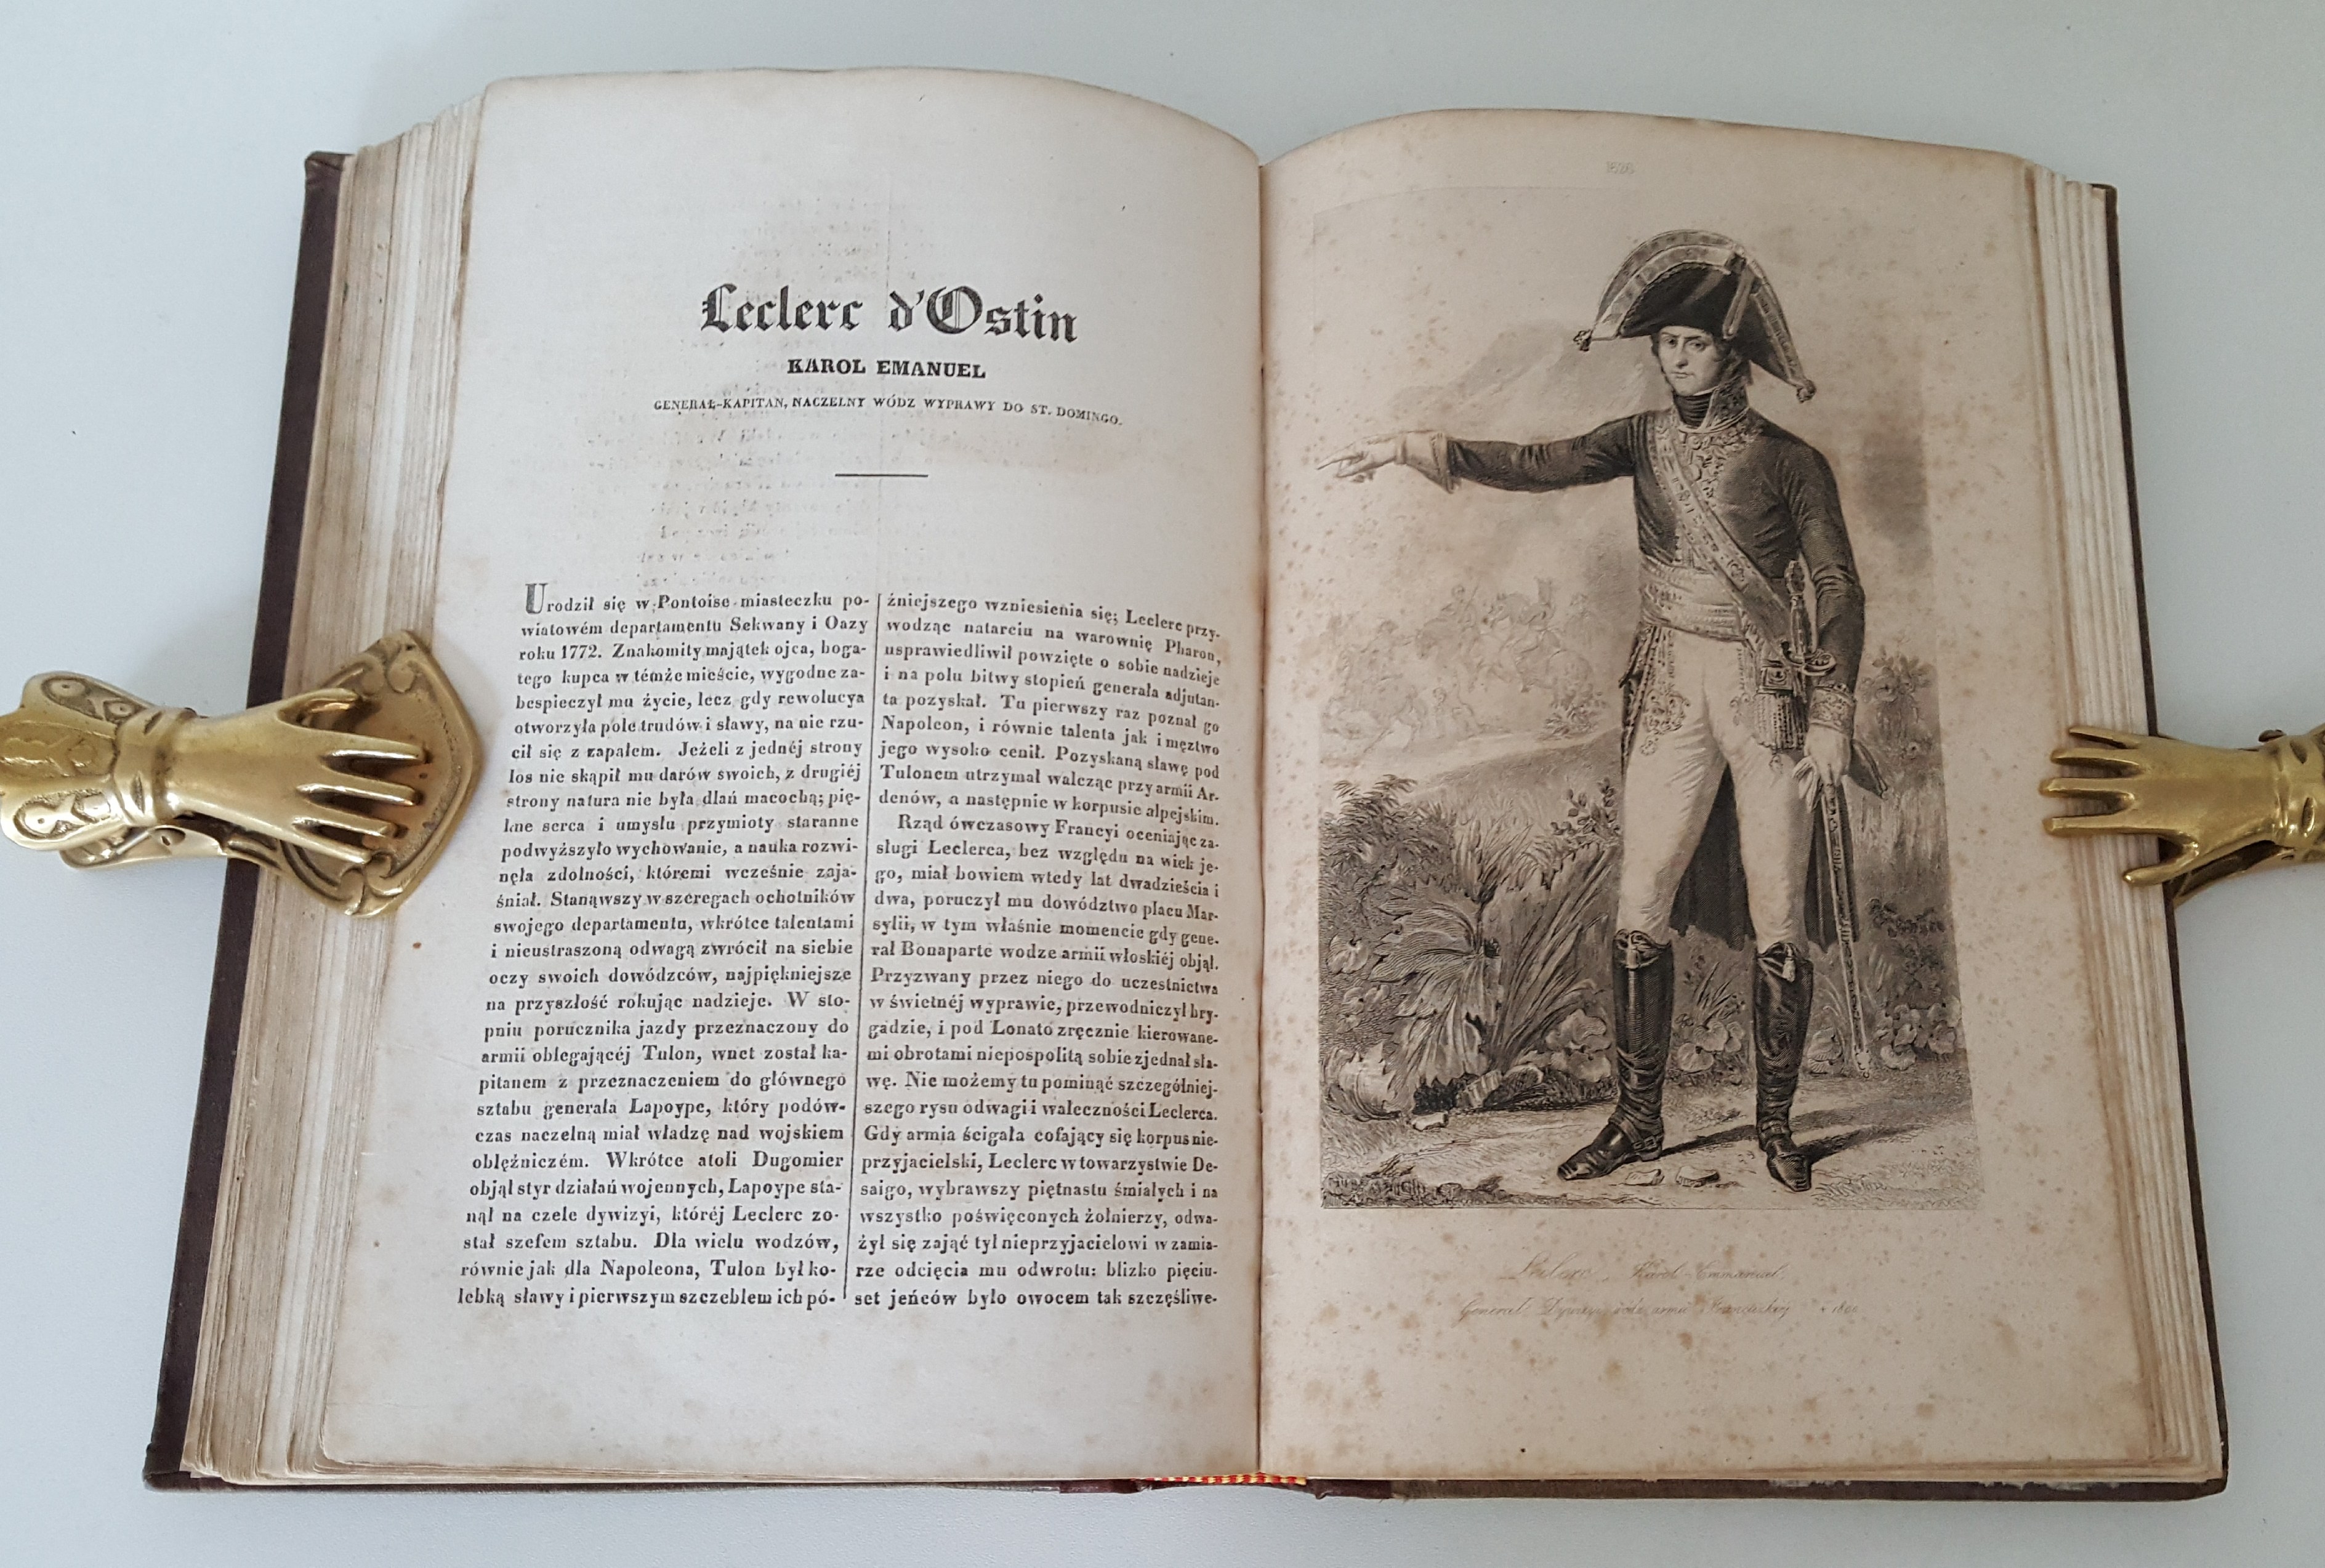 Leclerc d'Ostin
KAROL EMANUEL
GENERAŁ-KAPITAN, NACZELNY WÓDZ WYPRAWY DO ST. DOMINGO.
Urodził się w Pontoise miasteczku po-
wiatowém departamentu Sekwany i Oazy
roku 1772. Znakomity majątek ojca, boga-
tego kupca w témże mieście, wygodne za-
bespieczył mu życie, lecz gdy rewolucya
otworzyła pole trudów i sławy, na nie rzu-
cił się z zapałem. Jeżeli z jednéj strony
los nie skąpił mu darów swoich, z drugiéj
strony natura nie była dlań macochą; pię-
kne serca i umysłu przymioty staranne
podwyższyło wychowanie, a nauka rozwi-
nęła zdolności, któremi wcześnie zaja-
śniał. Stanąwszy w szeregach ochotników
swojego departamentu, wkrótce talentami
i nieustraszoną odwagą zwrócił na siebie
oczy swoich dowódzców, najpiękniejsze
na przyszłość rokując nadzieje. W sto-
pniu porucznika jazdy przeznaczony do
armii oblegającéj Tulon, wnet został ka-
pitanem z przeznaczeniem do głównego
sztabu generała Lapoype, który podów-
czas naczelną miał władzę nad wojskiem
oblężniczém. Wkrótce atoli Dugomier
objął styr działań wojennych, Lapoype sta-
nął na czele dywizyi, któréj Leclerc zo-
stał szefem sztabu. Dla wielu wodzów,
równie jak dla Napoleona, Tulon był ko-
lebką sławy i pierwszym szczeblem ich pó-
źniejszego wzniesienia się; Leclerc przy-
wodząc natarciu na warownię Pharon,
usprawiedliwił powzięte o sobie nadzieje
i na polu bitwy stopień generała adjutan-
ta pozyskał. Tu pierwszy raz poznał go
Napoleon, i równie talenta jak i męztwo
jego wysoko cenił. Pozyskaną sławę pod
Tulonem utrzymał walcząc przy armii Ar-
denów, a następnie w korpusie alpejskim.
Rząd ówczasowy Francyi oceniając za-
sługi Leclerca, bez względu na wiek je-
go, miał bowiem wtedy lat dwadzieścia i
dwa, poruczył mu dowództwo placu Mar-
sylii, w tym właśnie momencie gdy gene-
rał Bonaparte wodze armii włoskiéj objął.
Przyzwany przez niego do uczestnictwa
w świetnéj wyprawie, przewodniczył bry-
gadzie, i pod Lonato zręcznie kierowane-
mi obrotami niepospolitą sobie zjednał sła-
wę. Nie możemy tu pominąć szczególniej-
szego rysu odwagi i waleczności Leclerca.
Gdy armia ścigała cofający się korpus nie-
przyjacielski, Leclerc w towarzystwie De-
saigo, wybrawszy piętnastu śmiałych i na
wszystko poświęconych żołnierzy, odwa-
żył się zająć tył nieprzyjacielowi w zamia-
rze odcięcia mu odwrotu: blizko pięciu-
set jeńców było owocem tak szczęśliwe-
Leclerc, Karol Emmanuel,
Generał